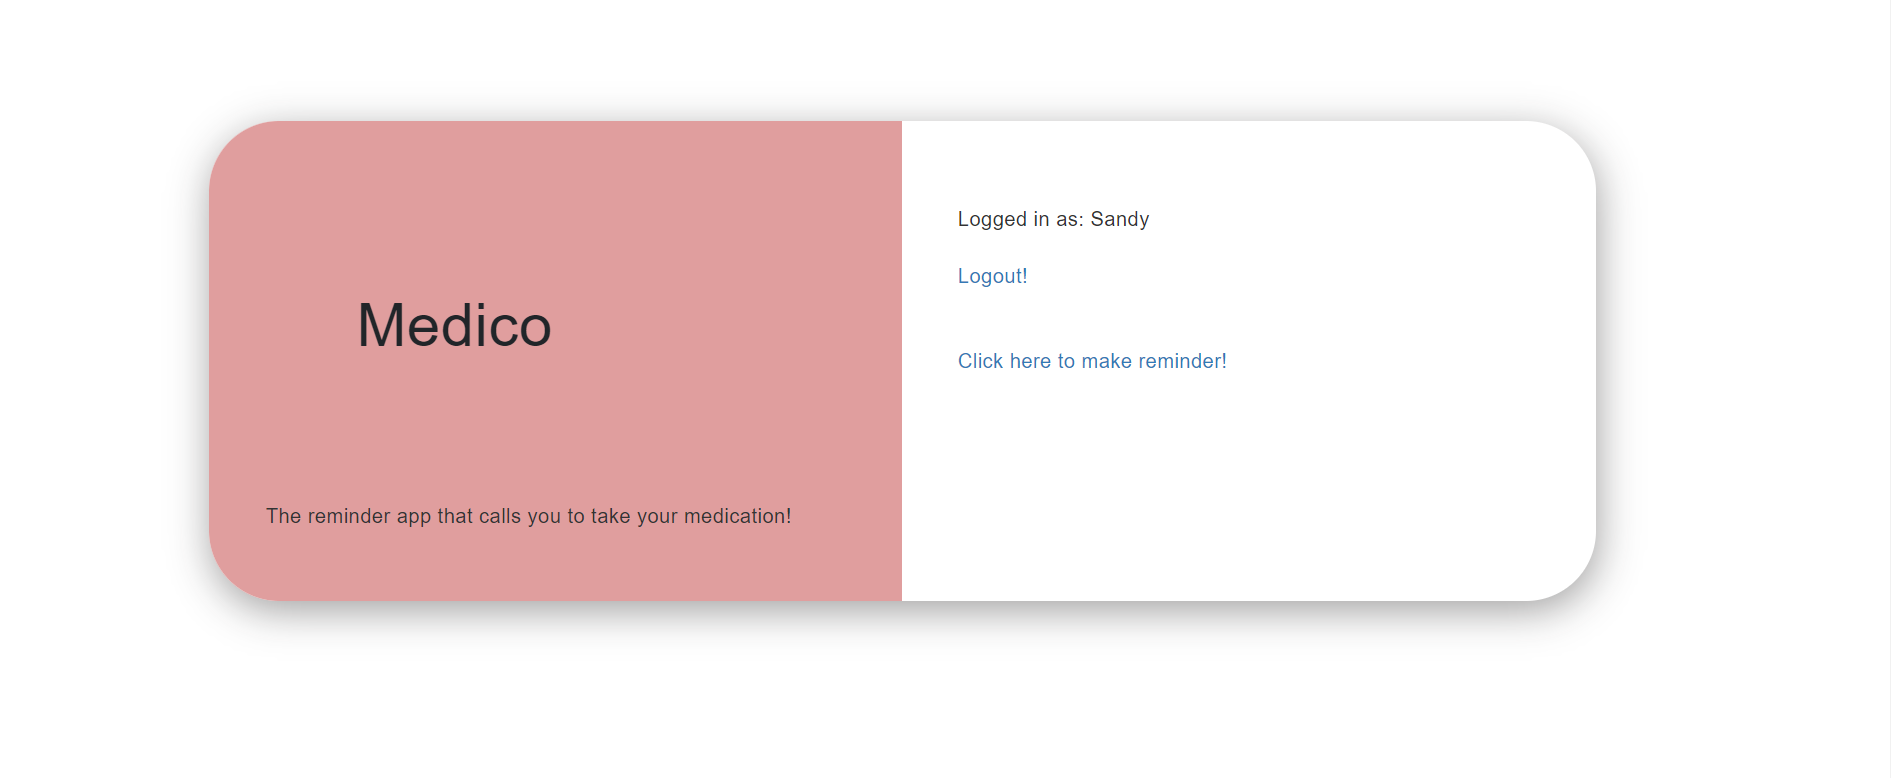 Medico
The reminder app that calls you to take your medication!
Logged in as: Sandy
Logout!
Click here to make reminder!